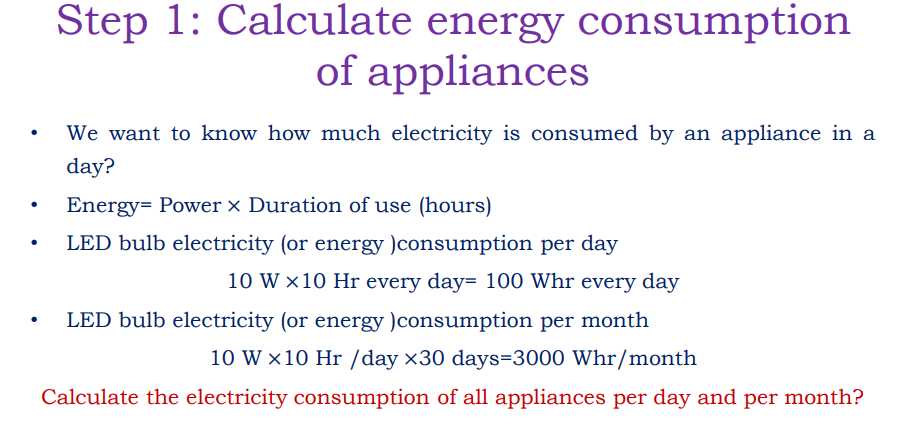 Step 1: Calculate energy consumption
of appliances
• We want to know how much electricity is consumed by an appliance in a
day?
• Energy= Power × Duration of use (hours)
• LED bulb electricity (or energy )consumption per day
10 W ×10 Hr every day= 100 Whr every day
• LED bulb electricity (or energy )consumption per month
10 W ×10 Hr /day ×30 days=3000 Whr/month
Calculate the electricity consumption of all appliances per day and per month?